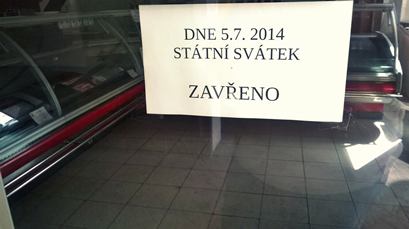 DNE 5.7. 2014
STÁTNÍ SVÁTEK
ZAVŘENO